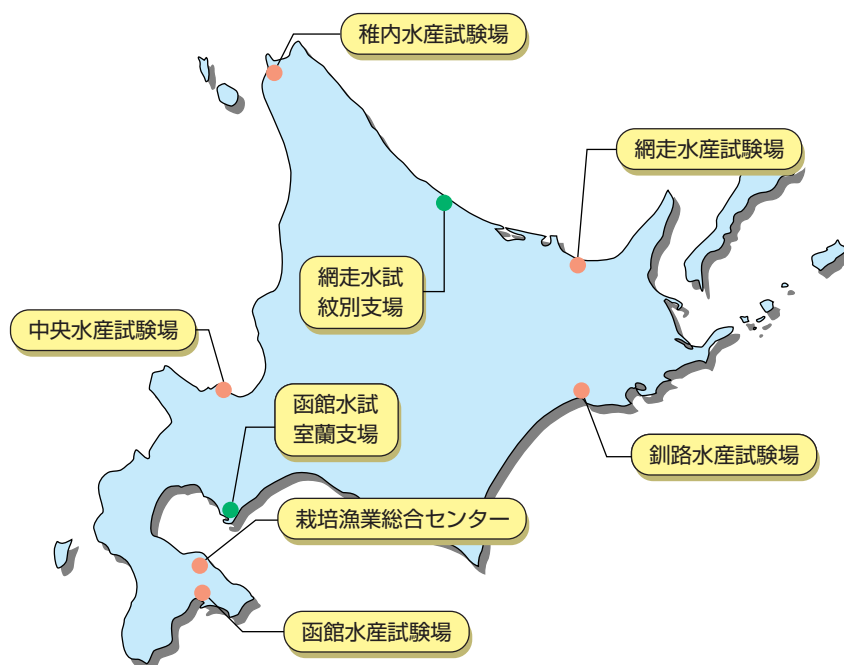 稚内水産試験場
網走水産試験場
網走水試
紋別支場
中央水産試験場
函館水試
室蘭支場
釧路水産試験場
栽培漁業総合センター
函館水産試験場